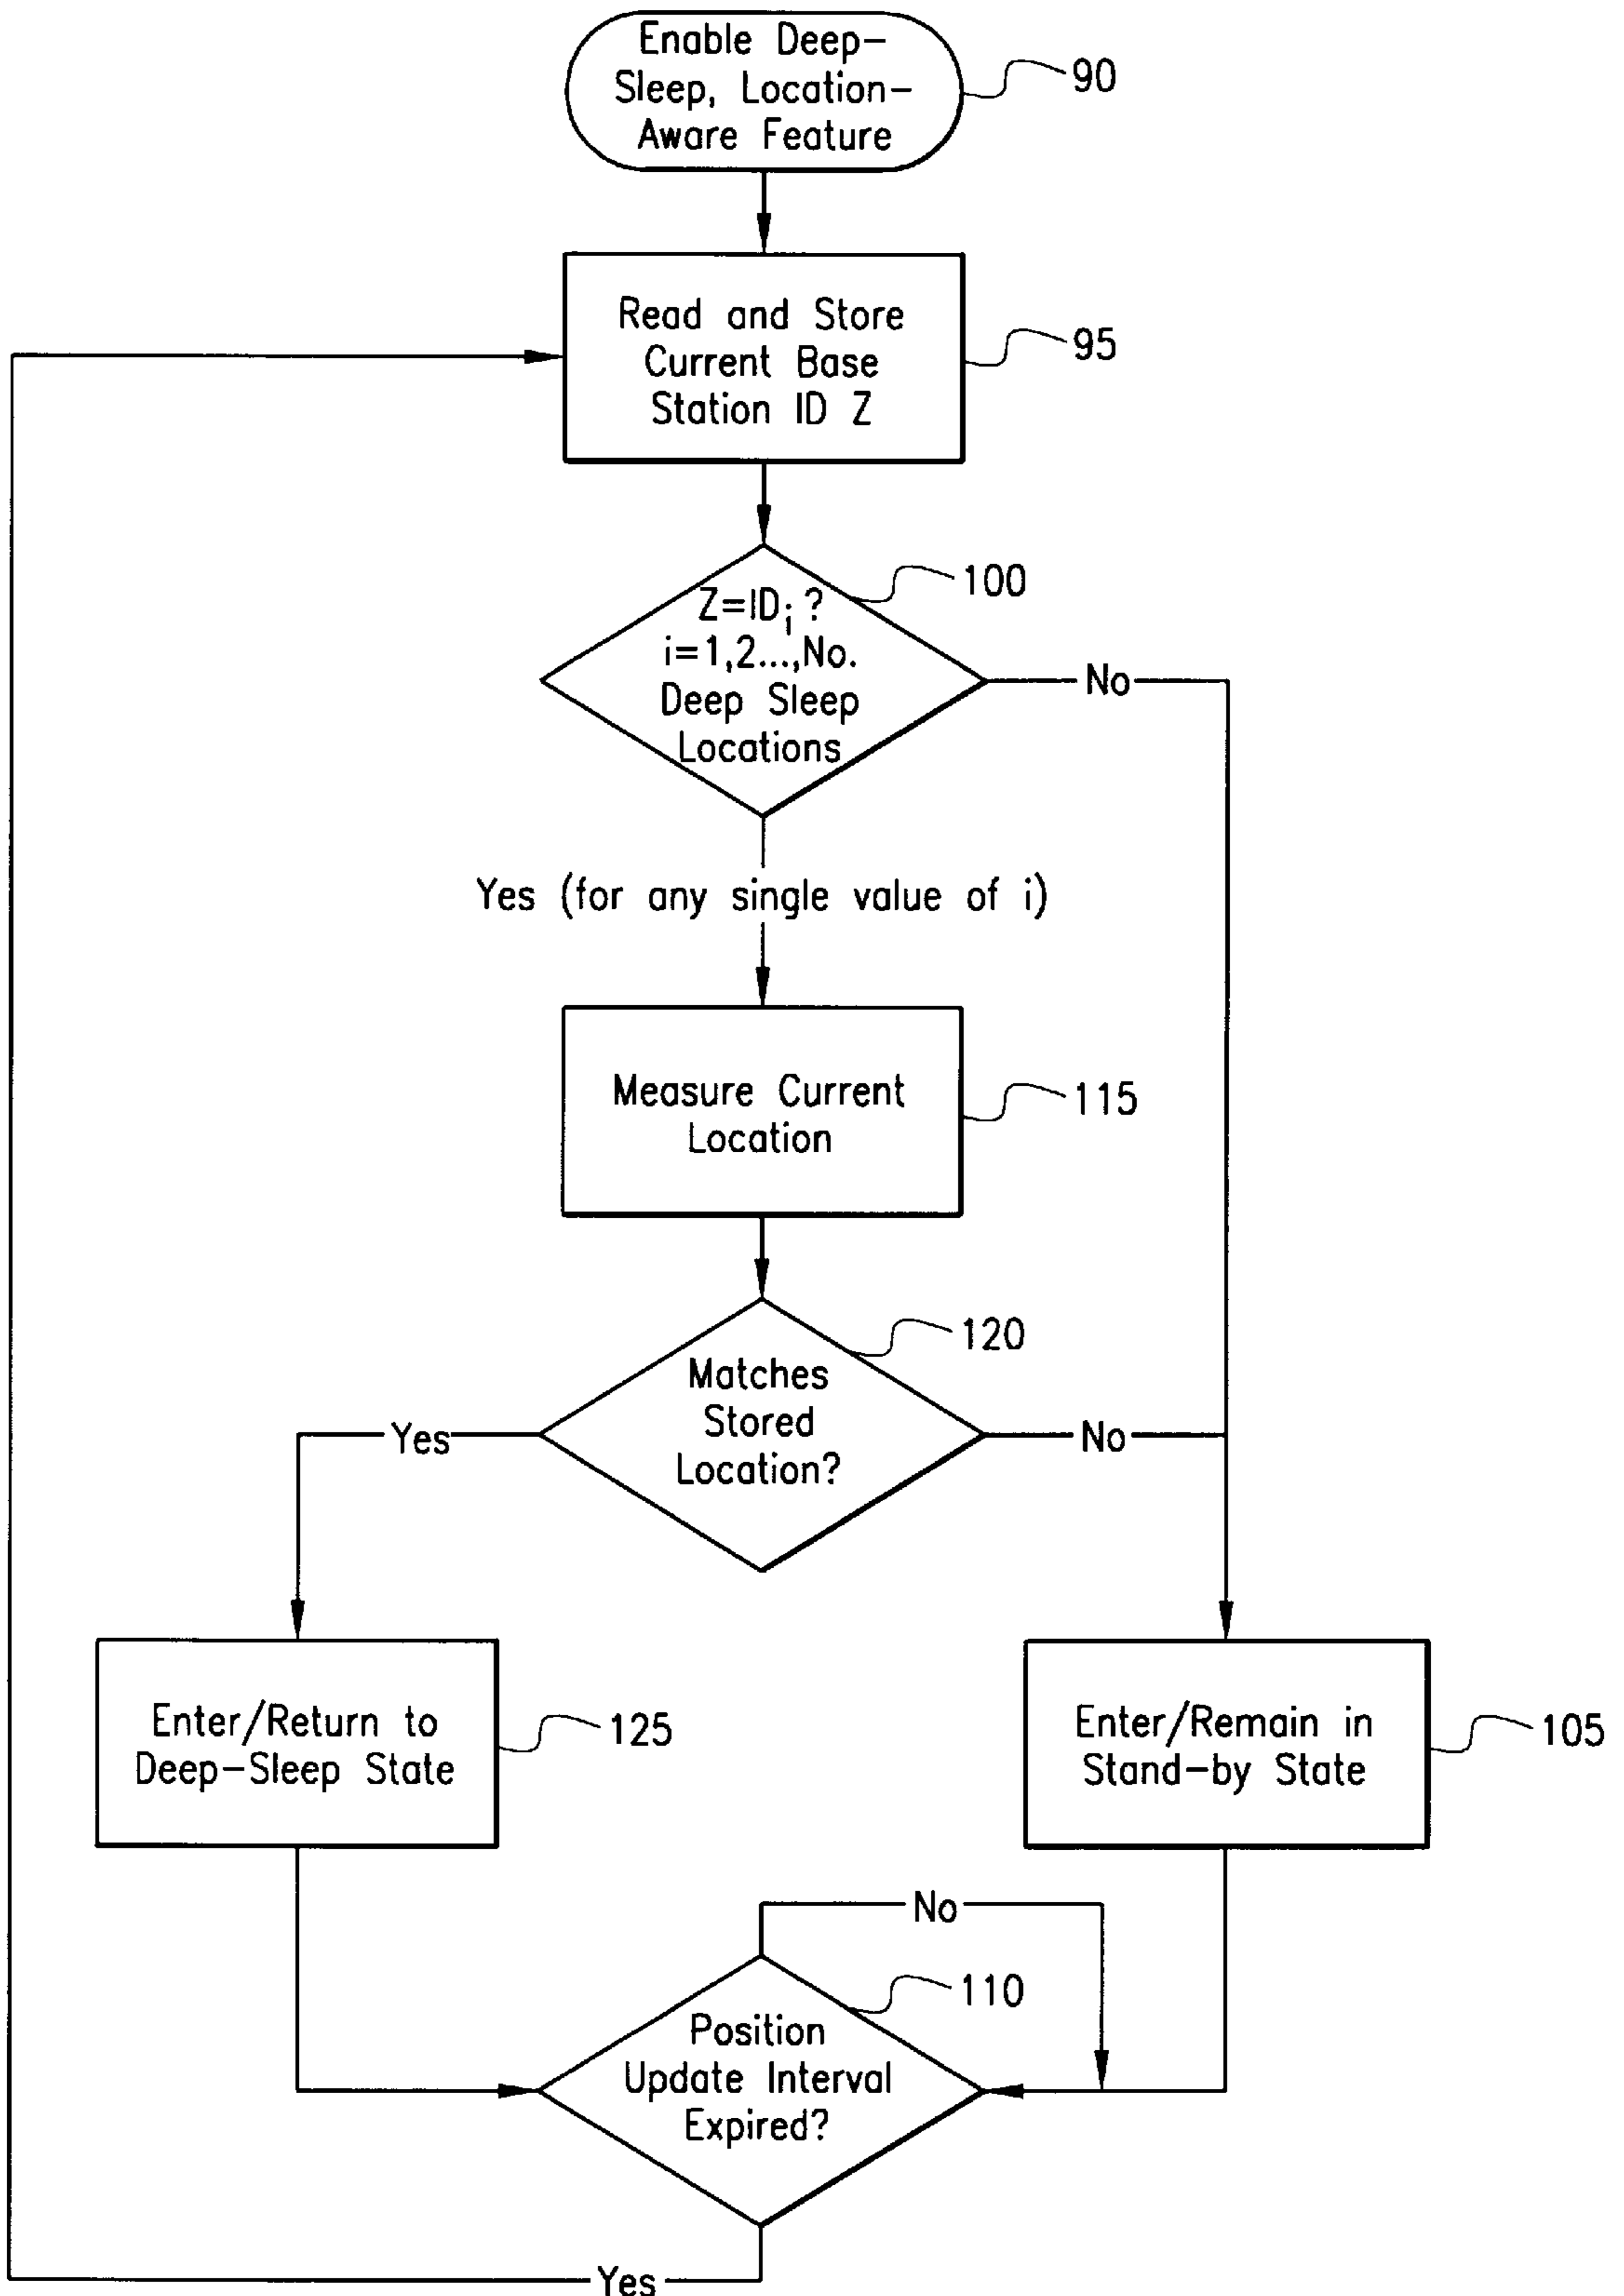 Enable Deep-
Sleep, Location-
Aware Feature
90
Read and Store
Current Base
Station ID Z
95
Z=IDi ?
i=1,2...,No.
Deep Sleep
Locations
100
No
Yes (for any single value of i)
Measure Current
Location
115
Matches
Stored
Location?
120
Yes
No
Enter/Return to
Deep-Sleep State
125
Enter/Remain in
Stand-by State
105
No
Position
Update Interval
Expired?
110
Yes